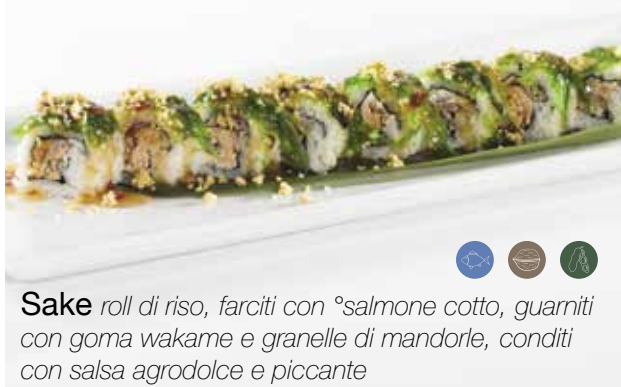 Sake roll di riso, farciti con °salmone cotto, guarniti
con goma wakame e granelle di mandorle, conditi
con salsa agrodolce e piccante